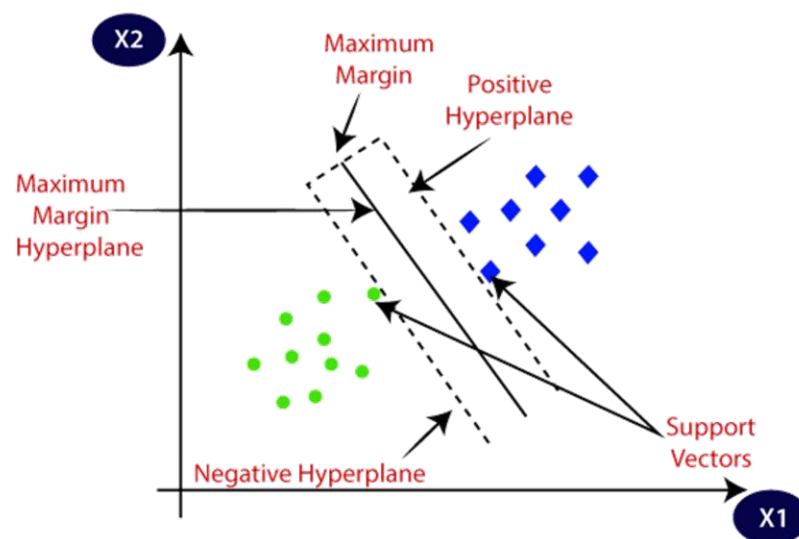 X2
Maximum
Margin
Positive
Hyperplane
Maximum
Margin
Hyperplane
Support
Vectors
Negative Hyperplane
X1